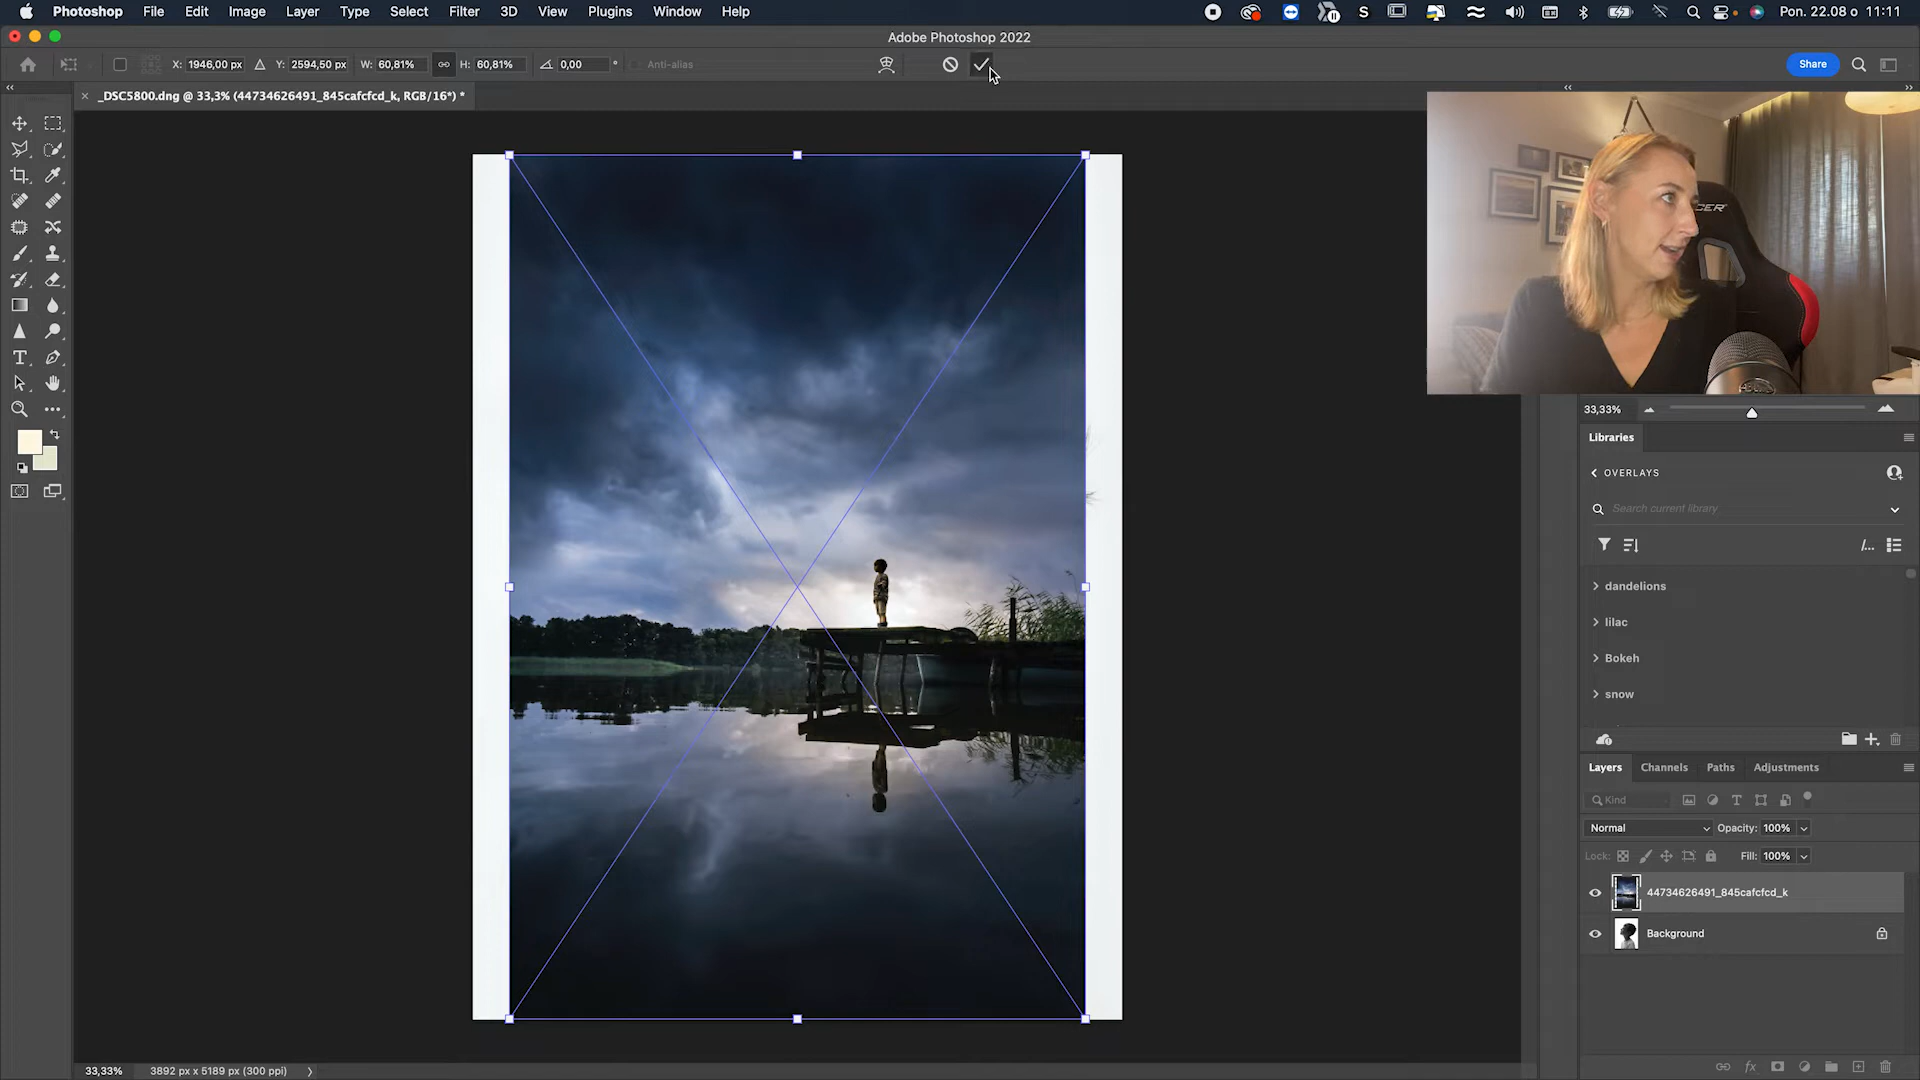 Photoshop File Edit Image Layer Type Select Filter 3D View Plugins Window Help
S
Pon. 22.08 o 11:11
Adobe Photoshop 2022
X: 1946,00 px Y: 2594,50 px W: 60,81% H: 60,81% 0,00 ° Anti-alias
Share
_DSC5800.dng @ 33,3% (44734626491_845cafcfcd_k, RGB/16*) *
33,33%
Libraries
OVERLAYS
Search current library
dandelions
lilac
Bokeh
snow
Layers Channels Paths Adjustments
Kind
Normal Opacity: 100%
Lock: Fill: 100%
44734626491_845cafcfcd_k
Background
33,33% 3892 px x 5189 px (300 ppi)